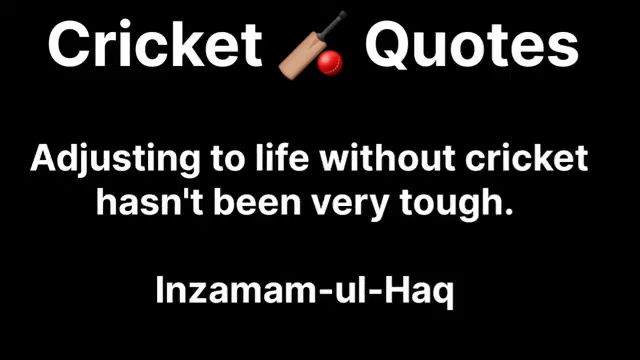 Cricket 🏏 Quotes
Adjusting to life without cricket
hasn't been very tough.
Inzamam-ul-Haq